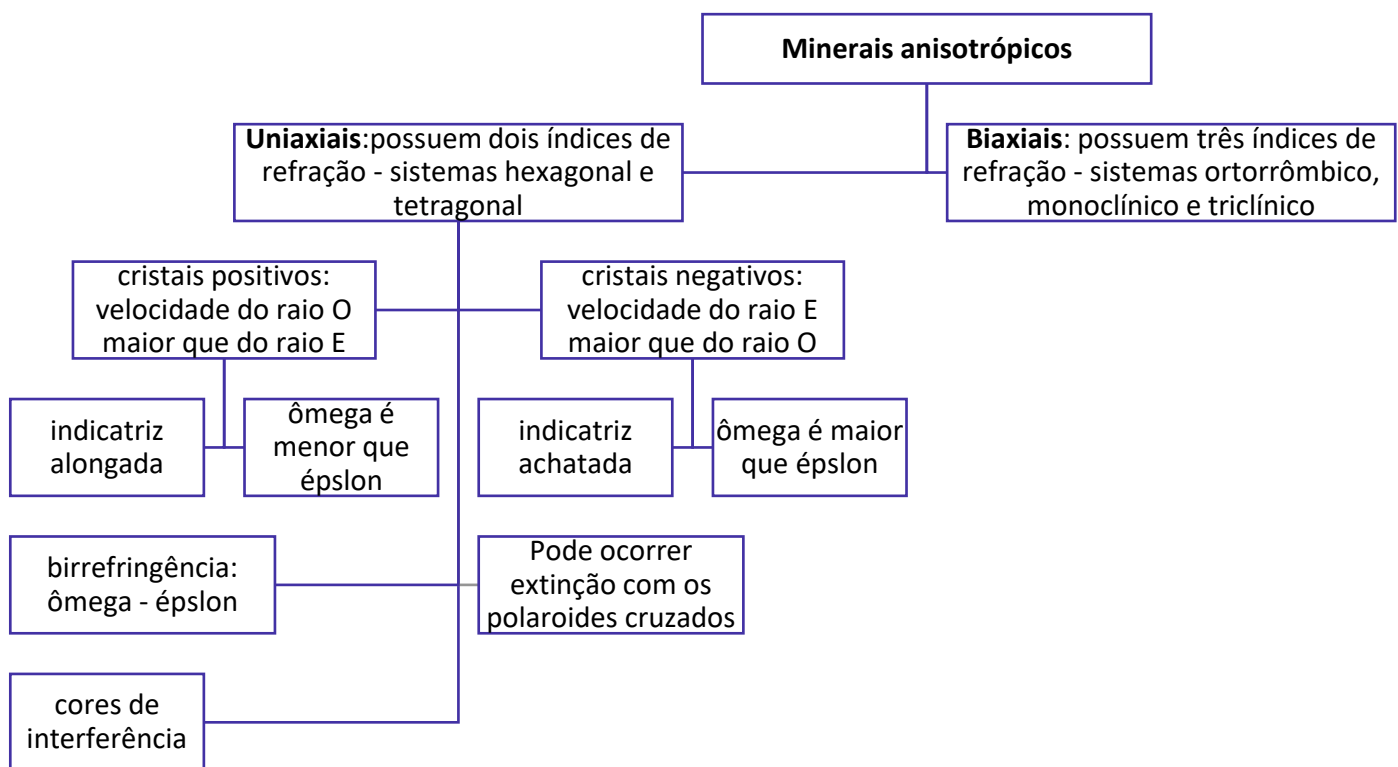 Minerais anisotrópicos
Uniaxiais:possuem dois índices de
refração - sistemas hexagonal e
tetragonal
Biaxiais: possuem três índices de
refração - sistemas ortorrômbico,
monoclínico e triclínico
cristais positivos:
velocidade do raio O
maior que do raio E
cristais negativos:
velocidade do raio E
maior que do raio O
indicatriz
alongada
ômega é
menor que
épslon
indicatriz
achatada
ômega é maior
que épslon
birrefringência:
ômega - épslon
Pode ocorrer
extinção com os
polaroides cruzados
cores de
interferência